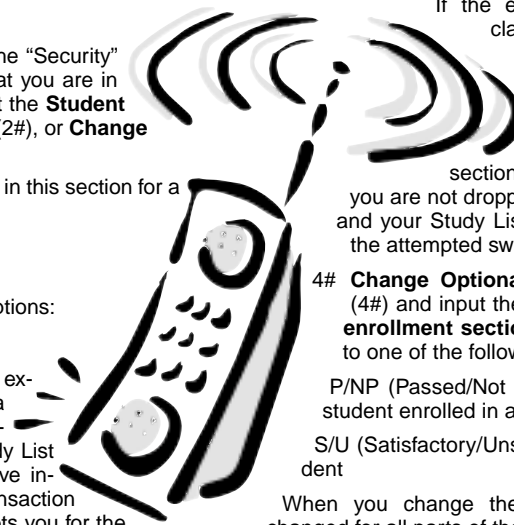 he “Security”
at you are in
t the Student
(2#), or Change
in this section for a
otions:
ex-
a
-
dy List
ve in-
nsaction
ts you for the
If the e
cla
section
you are not dropp
and your Study Lis
the attempted sw
4# Change Optiona
(4#) and input the
enrollment sectio
to one of the follow
P/NP (Passed/Not
student enrolled in a
S/U (Satisfactory/Uns
dent
When you change the
changed for all parts of the